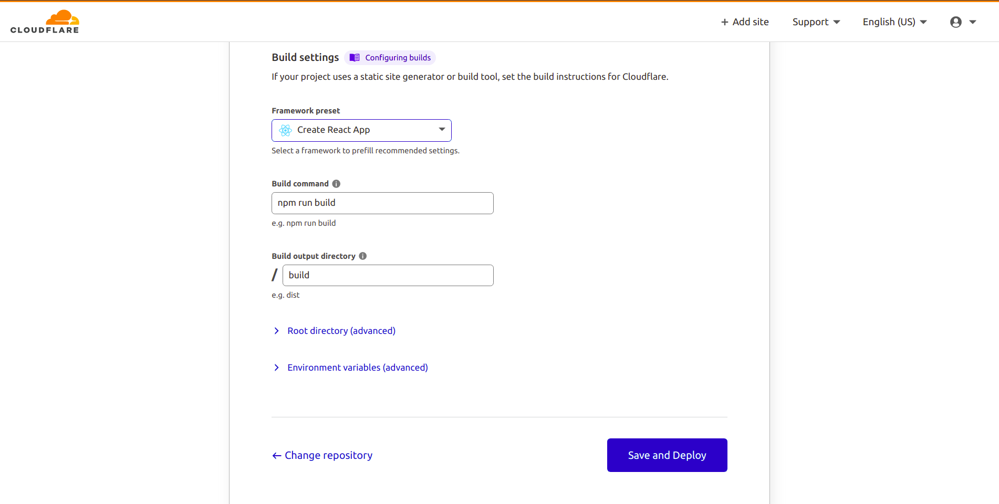 CLOUDFLARE
+ Add site
Support
English (US)
Build settings
Configuring builds
If your project uses a static site generator or build tool, set the build instructions for Cloudflare.
Framework preset
Create React App
Select a framework to prefill recommended settings.
Build command
npm run build
e.g. npm run build
Build output directory
/ build
e.g. dist
Root directory (advanced)
Environment variables (advanced)
← Change repository
Save and Deploy